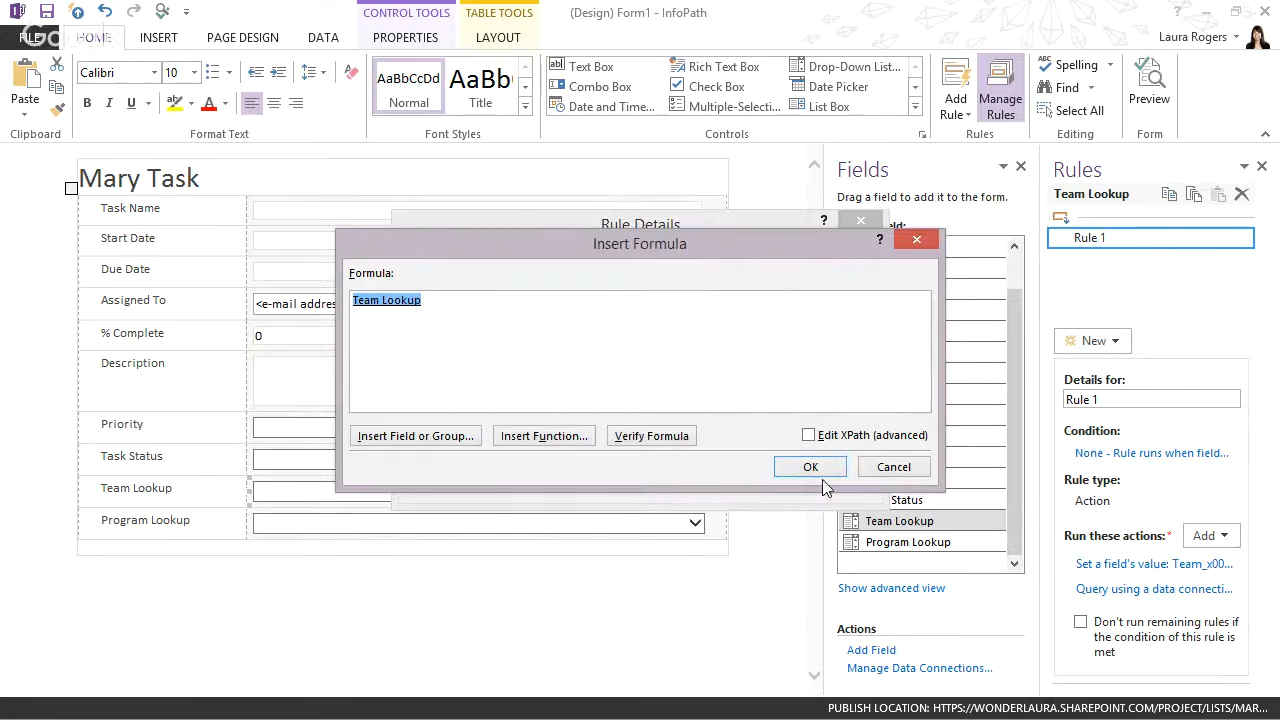 CONTROL TOOLS
TABLE TOOLS
(Design) Form1 - InfoPath
?
FILE
HOME
INSERT
PAGE DESIGN
DATA
PROPERTIES
LAYOUT
Laura Rogers
Paste
Clipboard
Calibri
10
B I U
A
Format Text
AaBbCcDd
Normal
AaBb
Title
Font Styles
Text Box
Combo Box
Date and Time...
Rich Text Box
Check Box
Multiple-Selecti...
Drop-Down List...
Date Picker
List Box
Controls
Add
Rule
Manage
Rules
Rules
Spelling
Find
Select All
Editing
Preview
Form
Mary Task
Task Name
Start Date
Due Date
Assigned To
<e-mail addres
% Complete
0
Description
Priority
Task Status
Team Lookup
Program Lookup
Rule Details
?
Insert Formula
?
Formula:
Team Lookup
Insert Field or Group...
Insert Function...
Verify Formula
Edit XPath (advanced)
OK
Cancel
Fields
Drag a field to add it to the form.
eld:
Status
Team Lookup
Program Lookup
Show advanced view
Actions
Add Field
Manage Data Connections...
Rules
Team Lookup
Rule 1
New
Details for:
Rule 1
Condition:
None - Rule runs when field...
Rule type:
Action
Run these actions:*
Add
Set a field's value: Team_x00...
Query using a data connecti...
Don't run remaining rules if
the condition of this rule is
met
PUBLISH LOCATION: HTTPS://WONDERLAURA.SHAREPOINT.COM/PROJECT/LISTS/MAR...